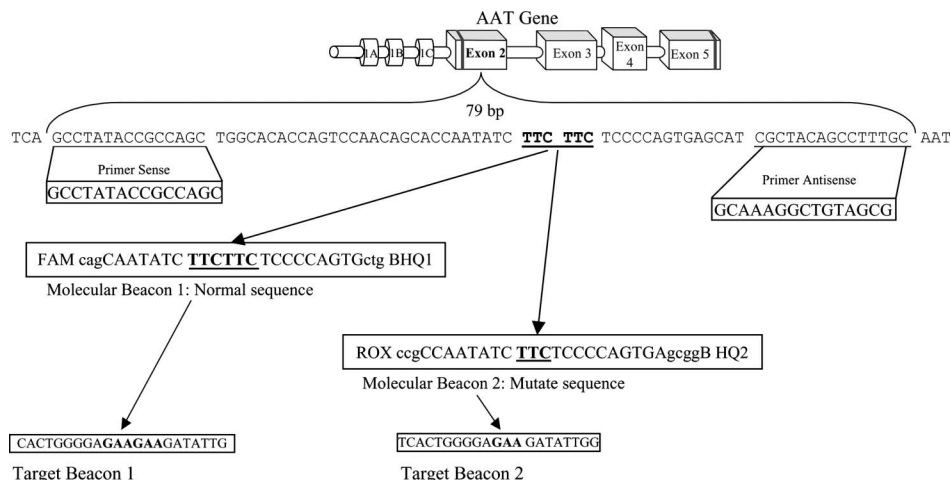 AAT Gene
1A 1B 1C Exon 2 Exon 3 Exon 4 Exon 5
79 bp
TCA GCCTATACCGCCAGC TGGCACACCAGTCCAACAGCACCAATATC TTC TTC TCCCCAGTGAGCAT CGCTACAGCCTTTGC AAT
Primer Sense
GCCTATACCGCCAGC
Primer Antisense
GCAAAGGCTGTAGCG
FAM cagCAATATC TTCTTC TCCCCAGTGctg BHQ1
Molecular Beacon 1: Normal sequence
ROX ccgCCAATATC TTCTCCCCAGTGAgcggB HQ2
Molecular Beacon 2: Mutate sequence
CACTGGGGAGAAGAAGATATTG
Target Beacon 1
TCACTGGGGAGAA GATATTGG
Target Beacon 2